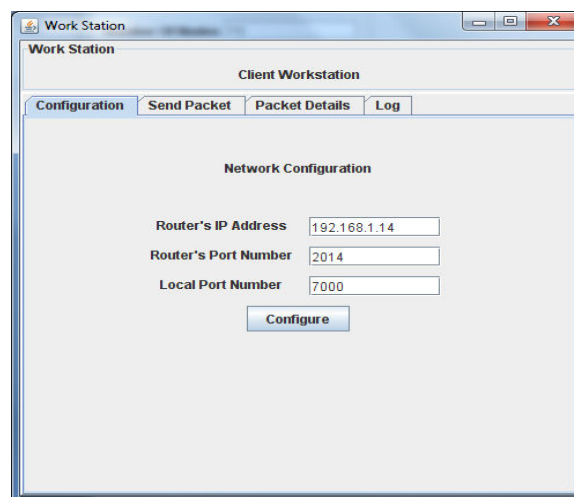 Work Station
Work Station
Client Workstation
Configuration Send Packet Packet Details Log
Network Configuration
Router's IP Address 192.168.1.14
Router's Port Number 2014
Local Port Number 7000
Configure